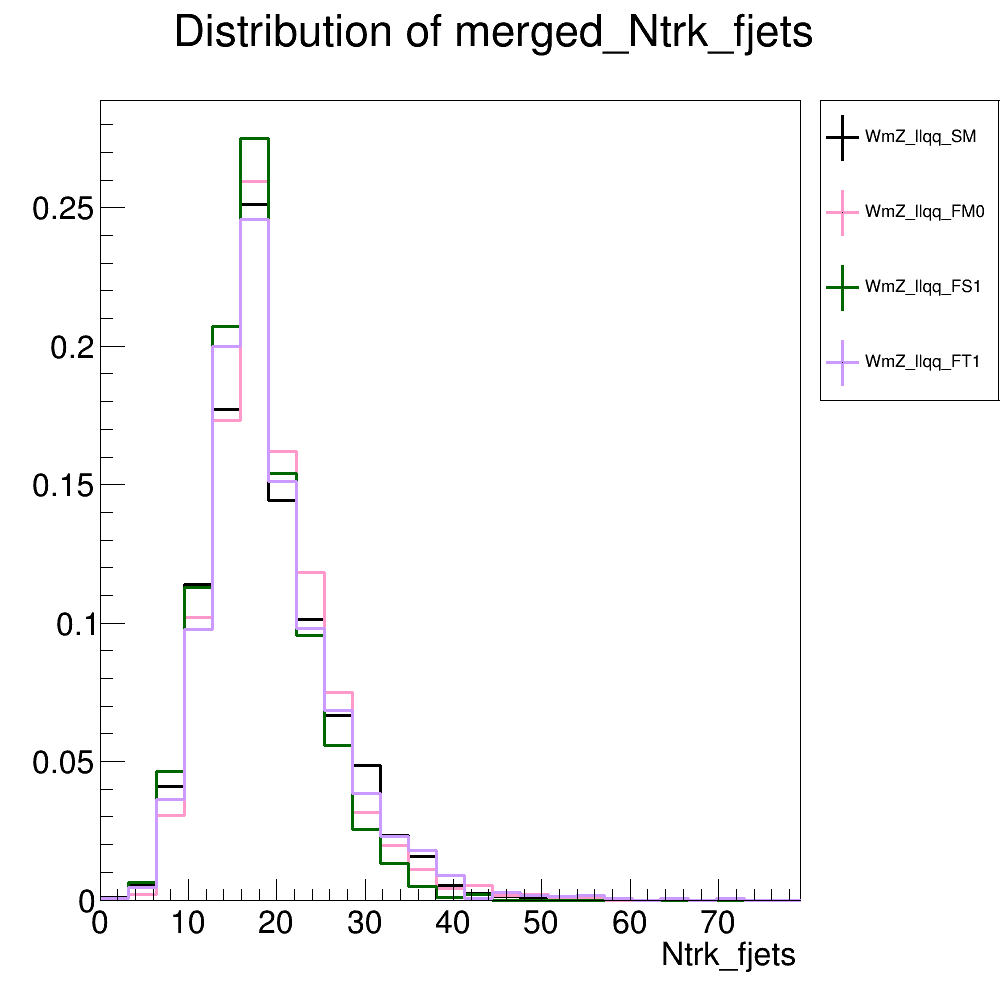 Distribution of merged_Ntrk_fjets
WmZ_llqq_SM
WmZ_llqq_FM0
WmZ_llqq_FS1
WmZ_llqq_FT1
0.25
0.2
0.15
0.1
0.05
0
0 10 20 30 40 50 60 70
Ntrk_fjets